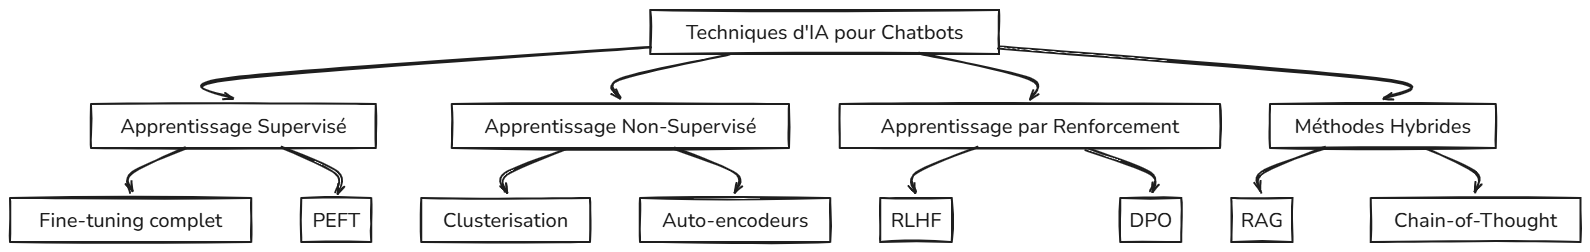 Techniques d'IA pour Chatbots
Apprentissage Supervisé
Apprentissage Non-Supervisé
Apprentissage par Renforcement
Méthodes Hybrides
Fine-tuning complet
PEFT
Clusterisation
Auto-encodeurs
RLHF
DPO
RAG
Chain-of-Thought